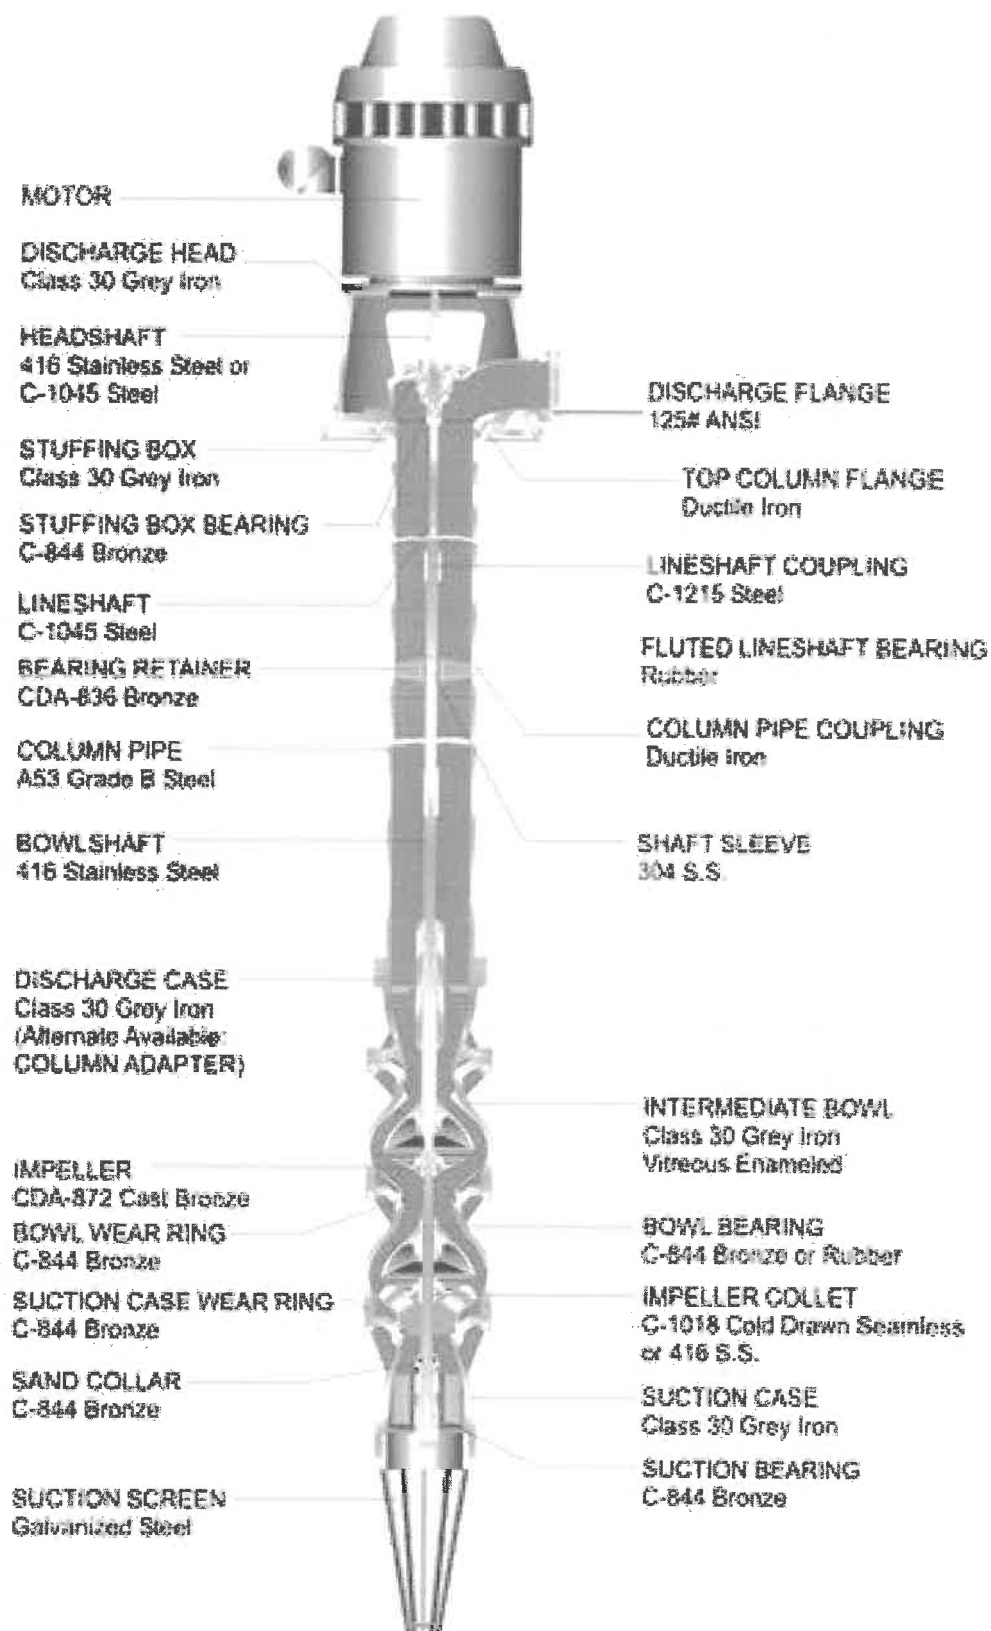 MOTOR
DISCHARGE HEAD
Class 30 Grey Iron
HEADSHAFT
416 Stainless Steel or
C-1045 Steel
STUFFING BOX
Class 30 Grey Iron
STUFFING BOX BEARING
C-844 Bronze
LINESHAFT
C-1045 Steel
BEARING RETAINER
CDA-836 Bronze
COLUMN PIPE
A53 Grade B Steel
BOWLSHAFT
416 Stainless Steel
DISCHARGE CASE
Class 30 Grey Iron
(Alternate Available:
COLUMN ADAPTER)
IMPELLER
CDA-872 Cast Bronze
BOWL WEAR RING
C-844 Bronze
SUCTION CASE WEAR RING
C-844 Bronze
SAND COLLAR
C-844 Bronze
SUCTION SCREEN
Galvanized Steel
DISCHARGE FLANGE
125# ANSI
TOP COLUMN FLANGE
Ductile Iron
LINESHAFT COUPLING
C-1215 Steel
FLUTED LINESHAFT BEARING
Rubber
COLUMN PIPE COUPLING
Ductile Iron
SHAFT SLEEVE
304 S.S.
INTERMEDIATE BOWL
Class 30 Grey Iron
Vitreous Enameled
BOWL BEARING
C-844 Bronze or Rubber
IMPELLER COLLET
C-1018 Cold Drawn Seamless
or 416 S.S.
SUCTION CASE
Class 30 Grey Iron
SUCTION BEARING
C-844 Bronze